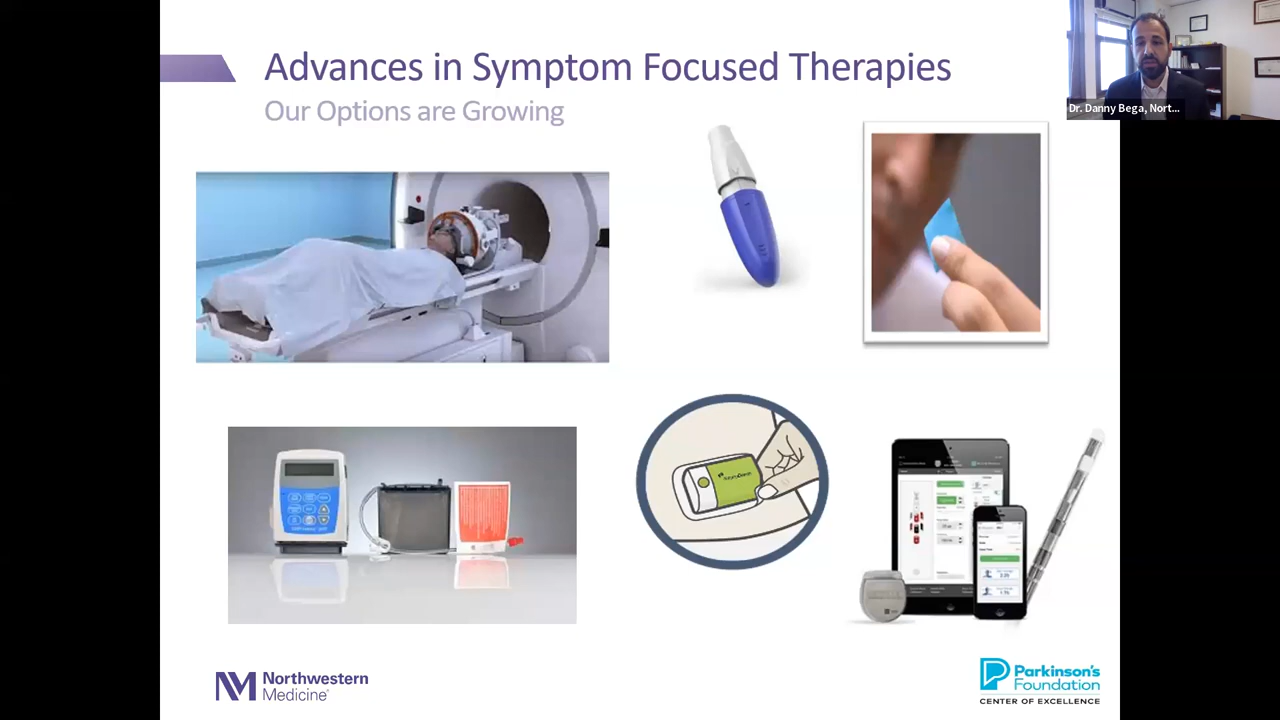 Advances in Symptom Focused Therapies
Our Options are Growing
Dr. Danny Bega, Nort...
Northwestern
Medicine
Parkinson's
Foundation
CENTER OF EXCELLENCE